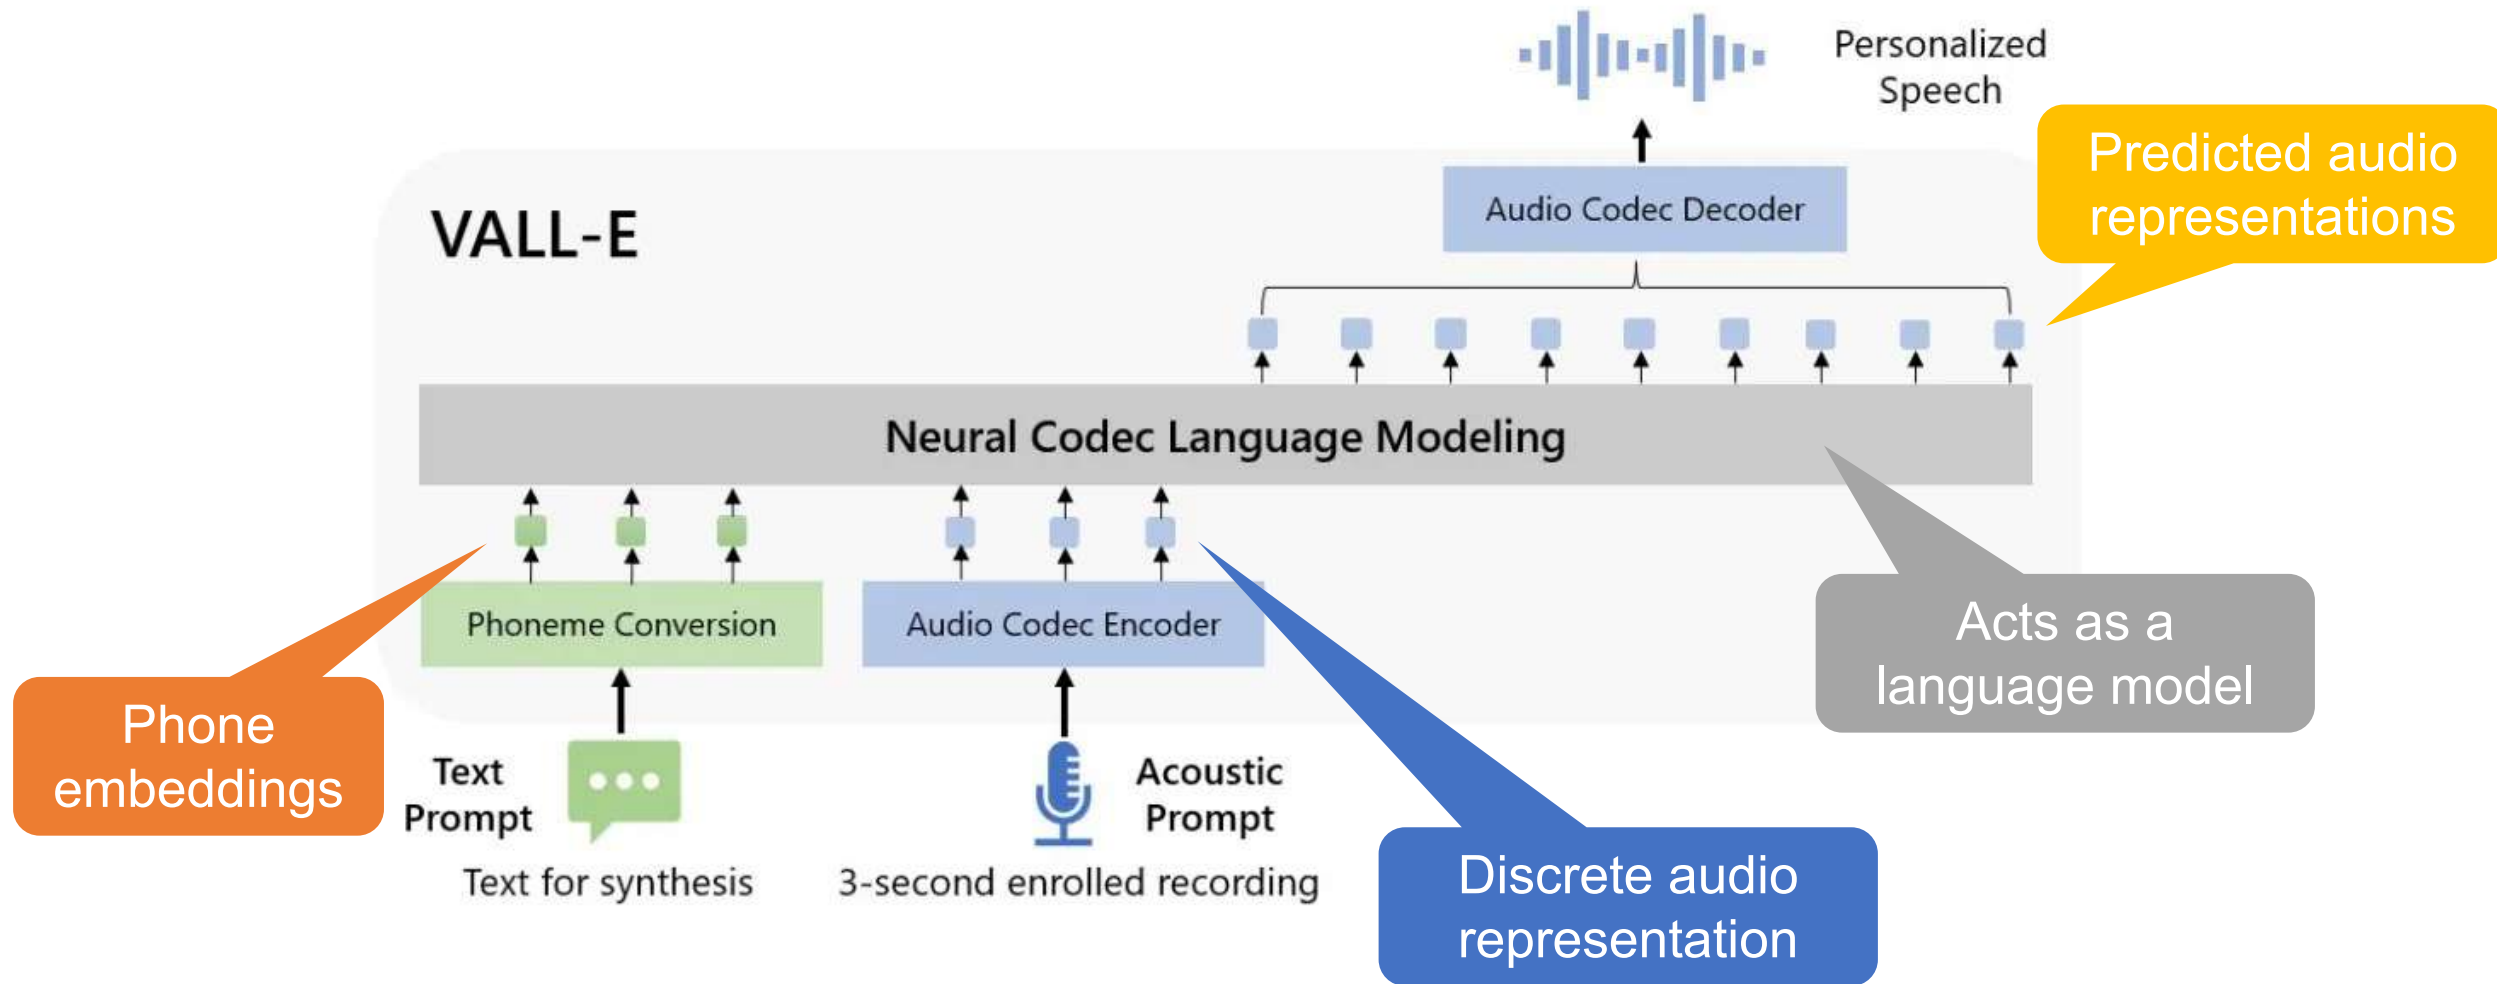 Personalized
Speech
Predicted audio
representations
Audio Codec Decoder
VALL-E
Neural Codec Language Modeling
Phoneme Conversion
Audio Codec Encoder
Acts as a
language model
Phone
embeddings
Text
Prompt
Text for synthesis
Acoustic
Prompt
3-second enrolled recording
Discrete audio
representation